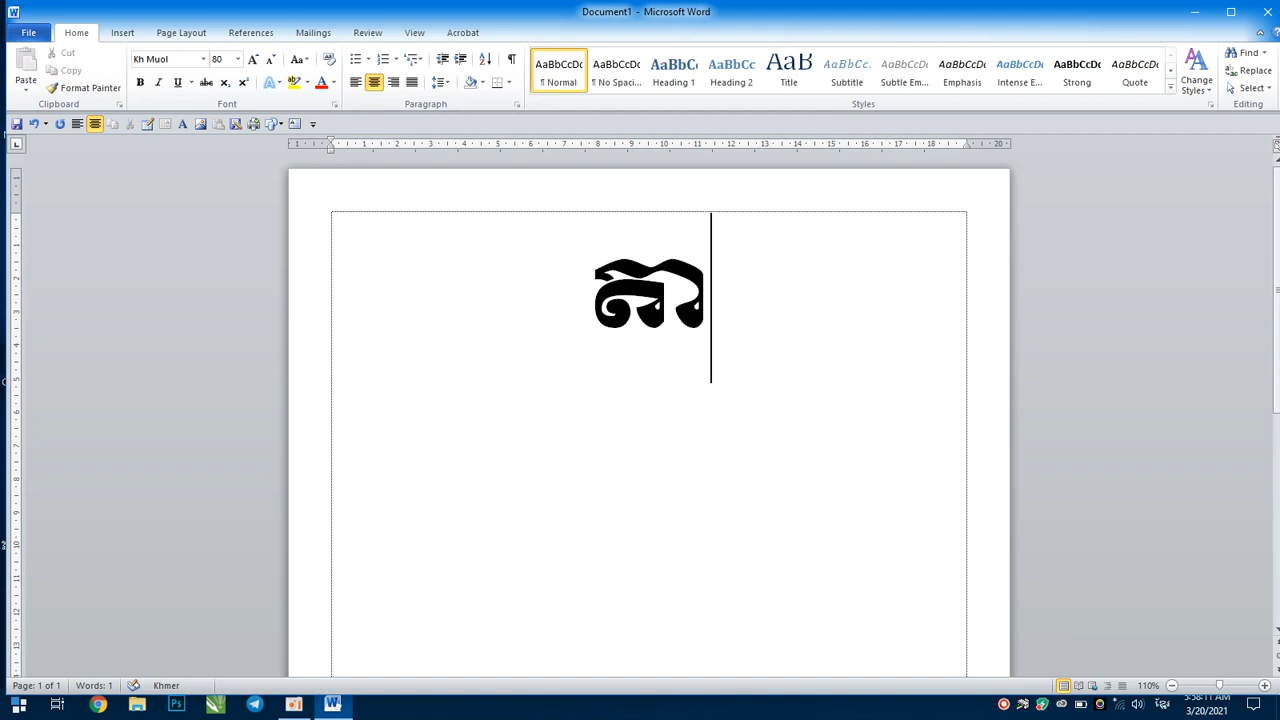 Document1 - Microsoft Word
File Home Insert Page Layout References Mailings Review View Acrobat
Cut
Copy
Format Painter
Paste
Clipboard
Kh Muol 80
Font
Paragraph
AaBbCcDc AaBbCcDc AaBbC AaBbCc AaB AaBbCc. AaBbCcDc AaBbCcDc AaBbCcDc AaBbCcDc AaBbCcDc
¶ Normal ¶ No Spaci... Heading 1 Heading 2 Title Subtitle Subtle Em... Emphasis Intense E... Strong Quote
Styles
Change Styles
Find
Replace
Select
Editing
Page: 1 of 1 Words: 1 Khmer 110%
5:58:11 AM
3/20/2021